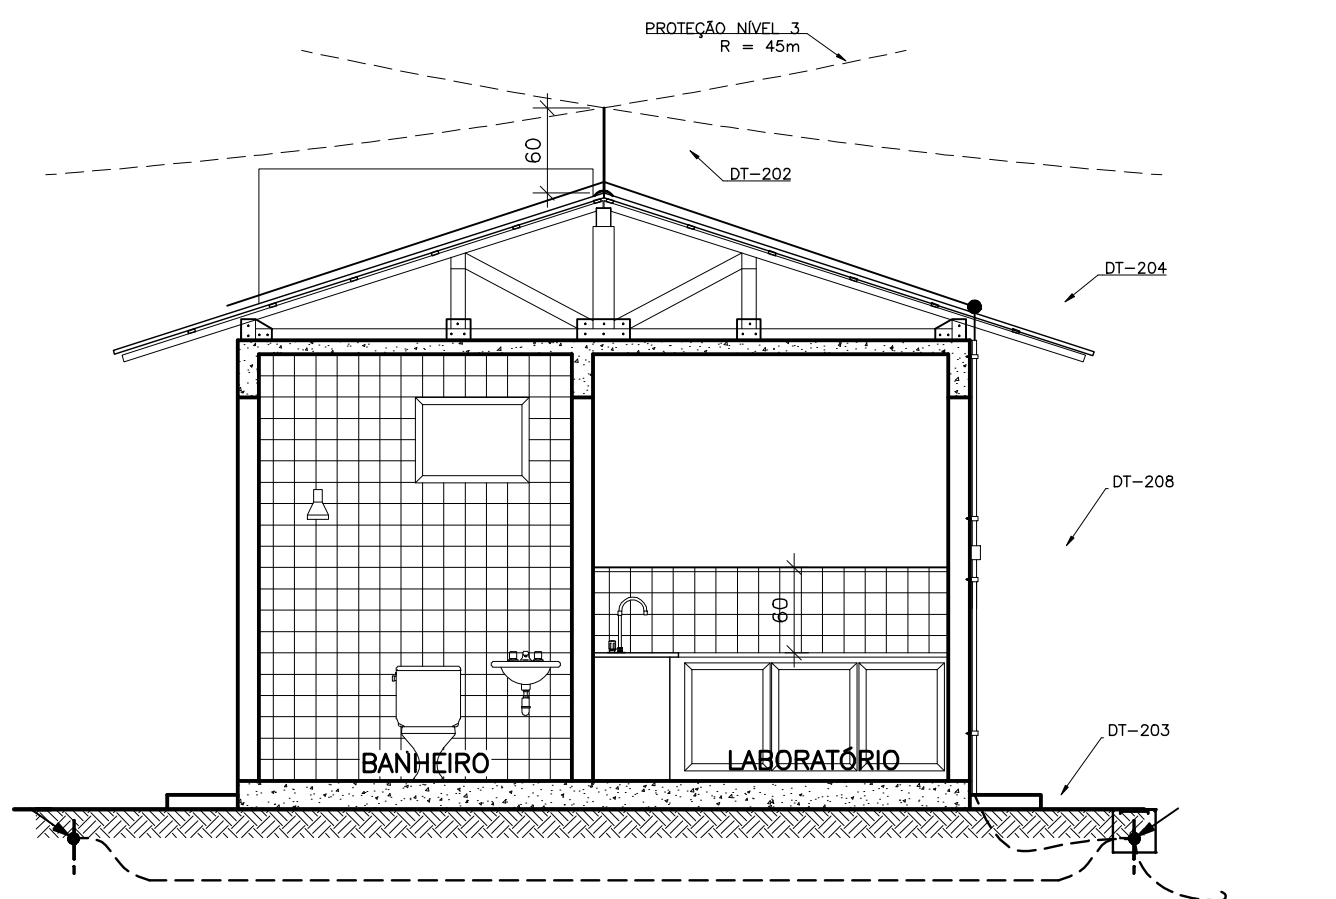 PROTEÇÃO NÍVEL 3
R = 45m
60
DT-202
DT-204
DT-208
60
DT-203
BANHEIRO
LABORATÓRIO